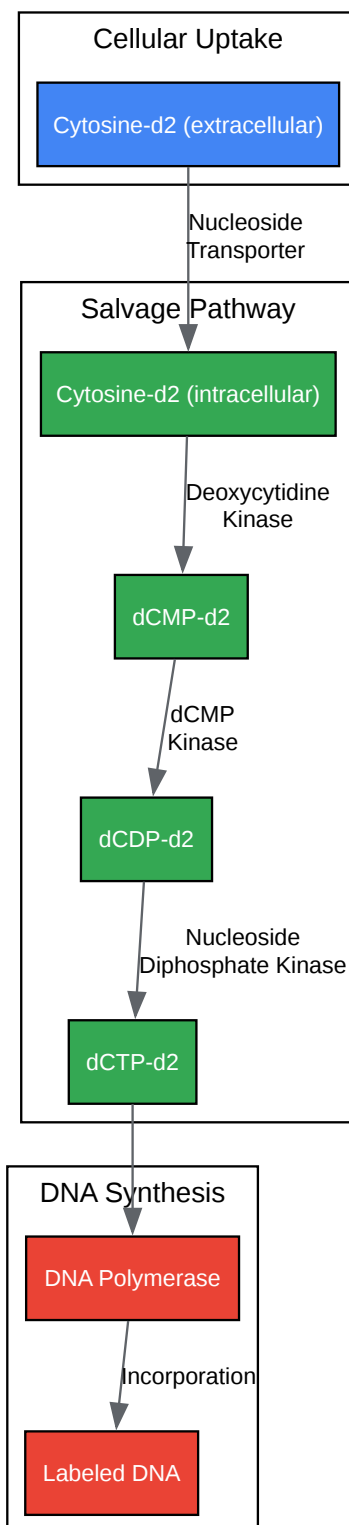 Cellular Uptake
Cytosine-d2 (extracellular)
Nucleoside
Transporter
Salvage Pathway
Cytosine-d2 (intracellular)
Deoxycytidine
Kinase
dCMP-d2
dCMP
Kinase
dCDP-d2
Nucleoside
Diphosphate Kinase
dCTP-d2
DNA Synthesis
DNA Polymerase
Incorporation
Labeled DNA